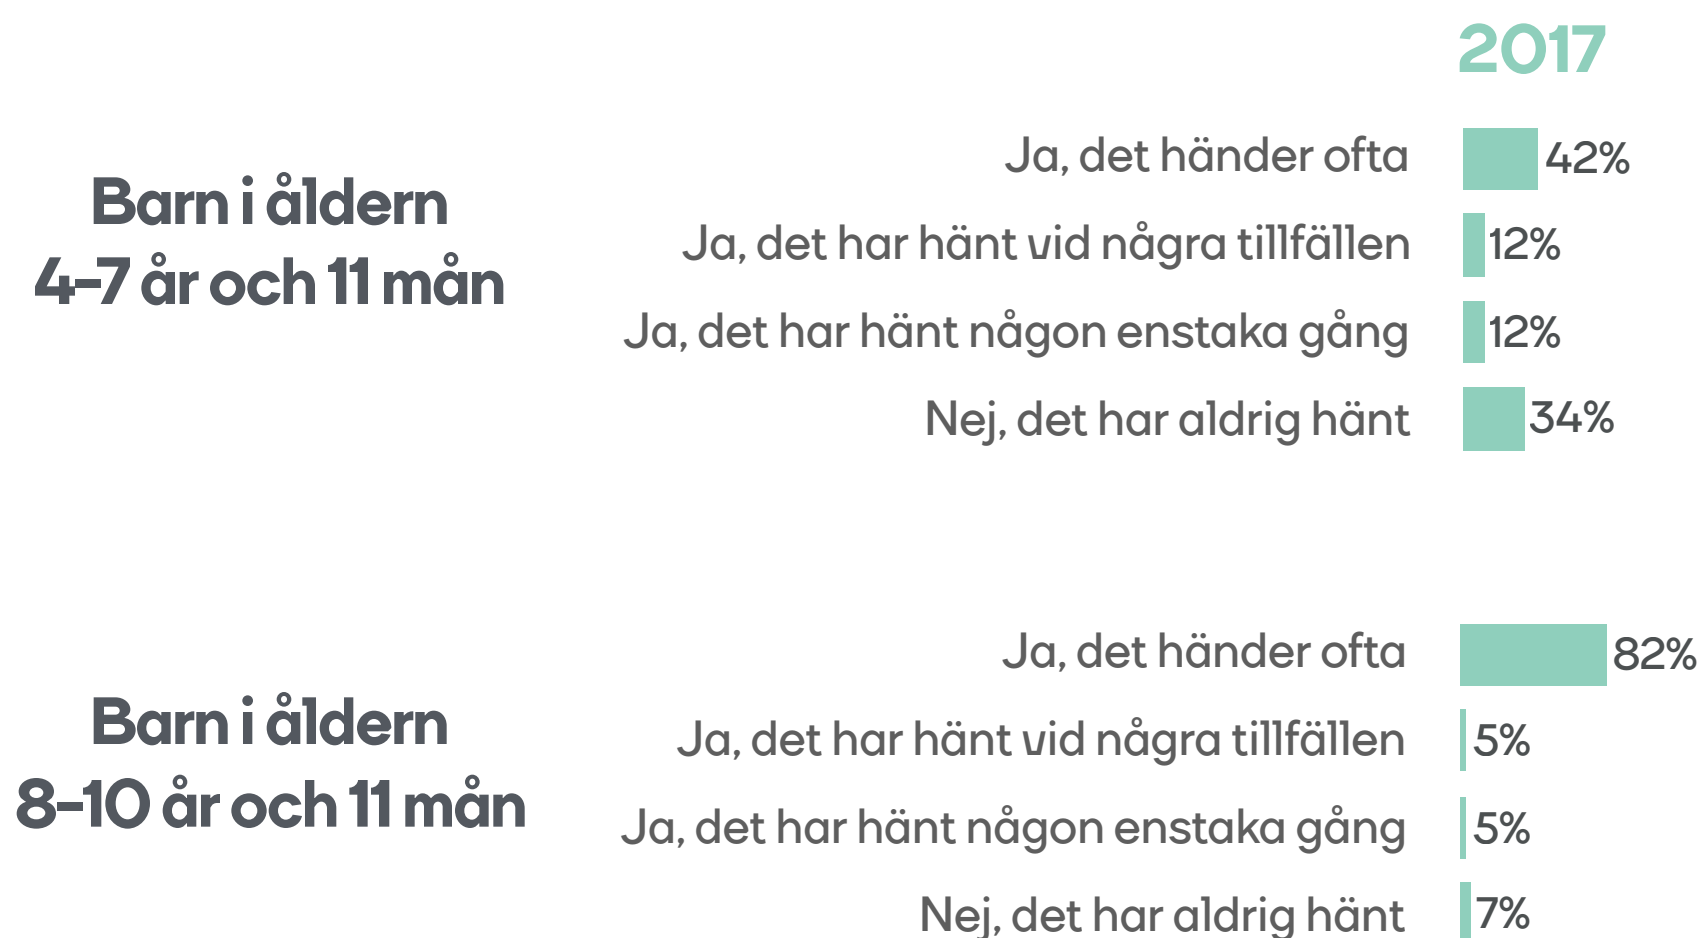 2017
Barn i åldern
4–7 år och 11 mån
Ja, det händer ofta 42%
Ja, det har hänt vid några tillfällen 12%
Ja, det har hänt någon enstaka gång 12%
Nej, det har aldrig hänt 34%
Barn i åldern
8–10 år och 11 mån
Ja, det händer ofta 82%
Ja, det har hänt vid några tillfällen 5%
Ja, det har hänt någon enstaka gång 5%
Nej, det har aldrig hänt 7%